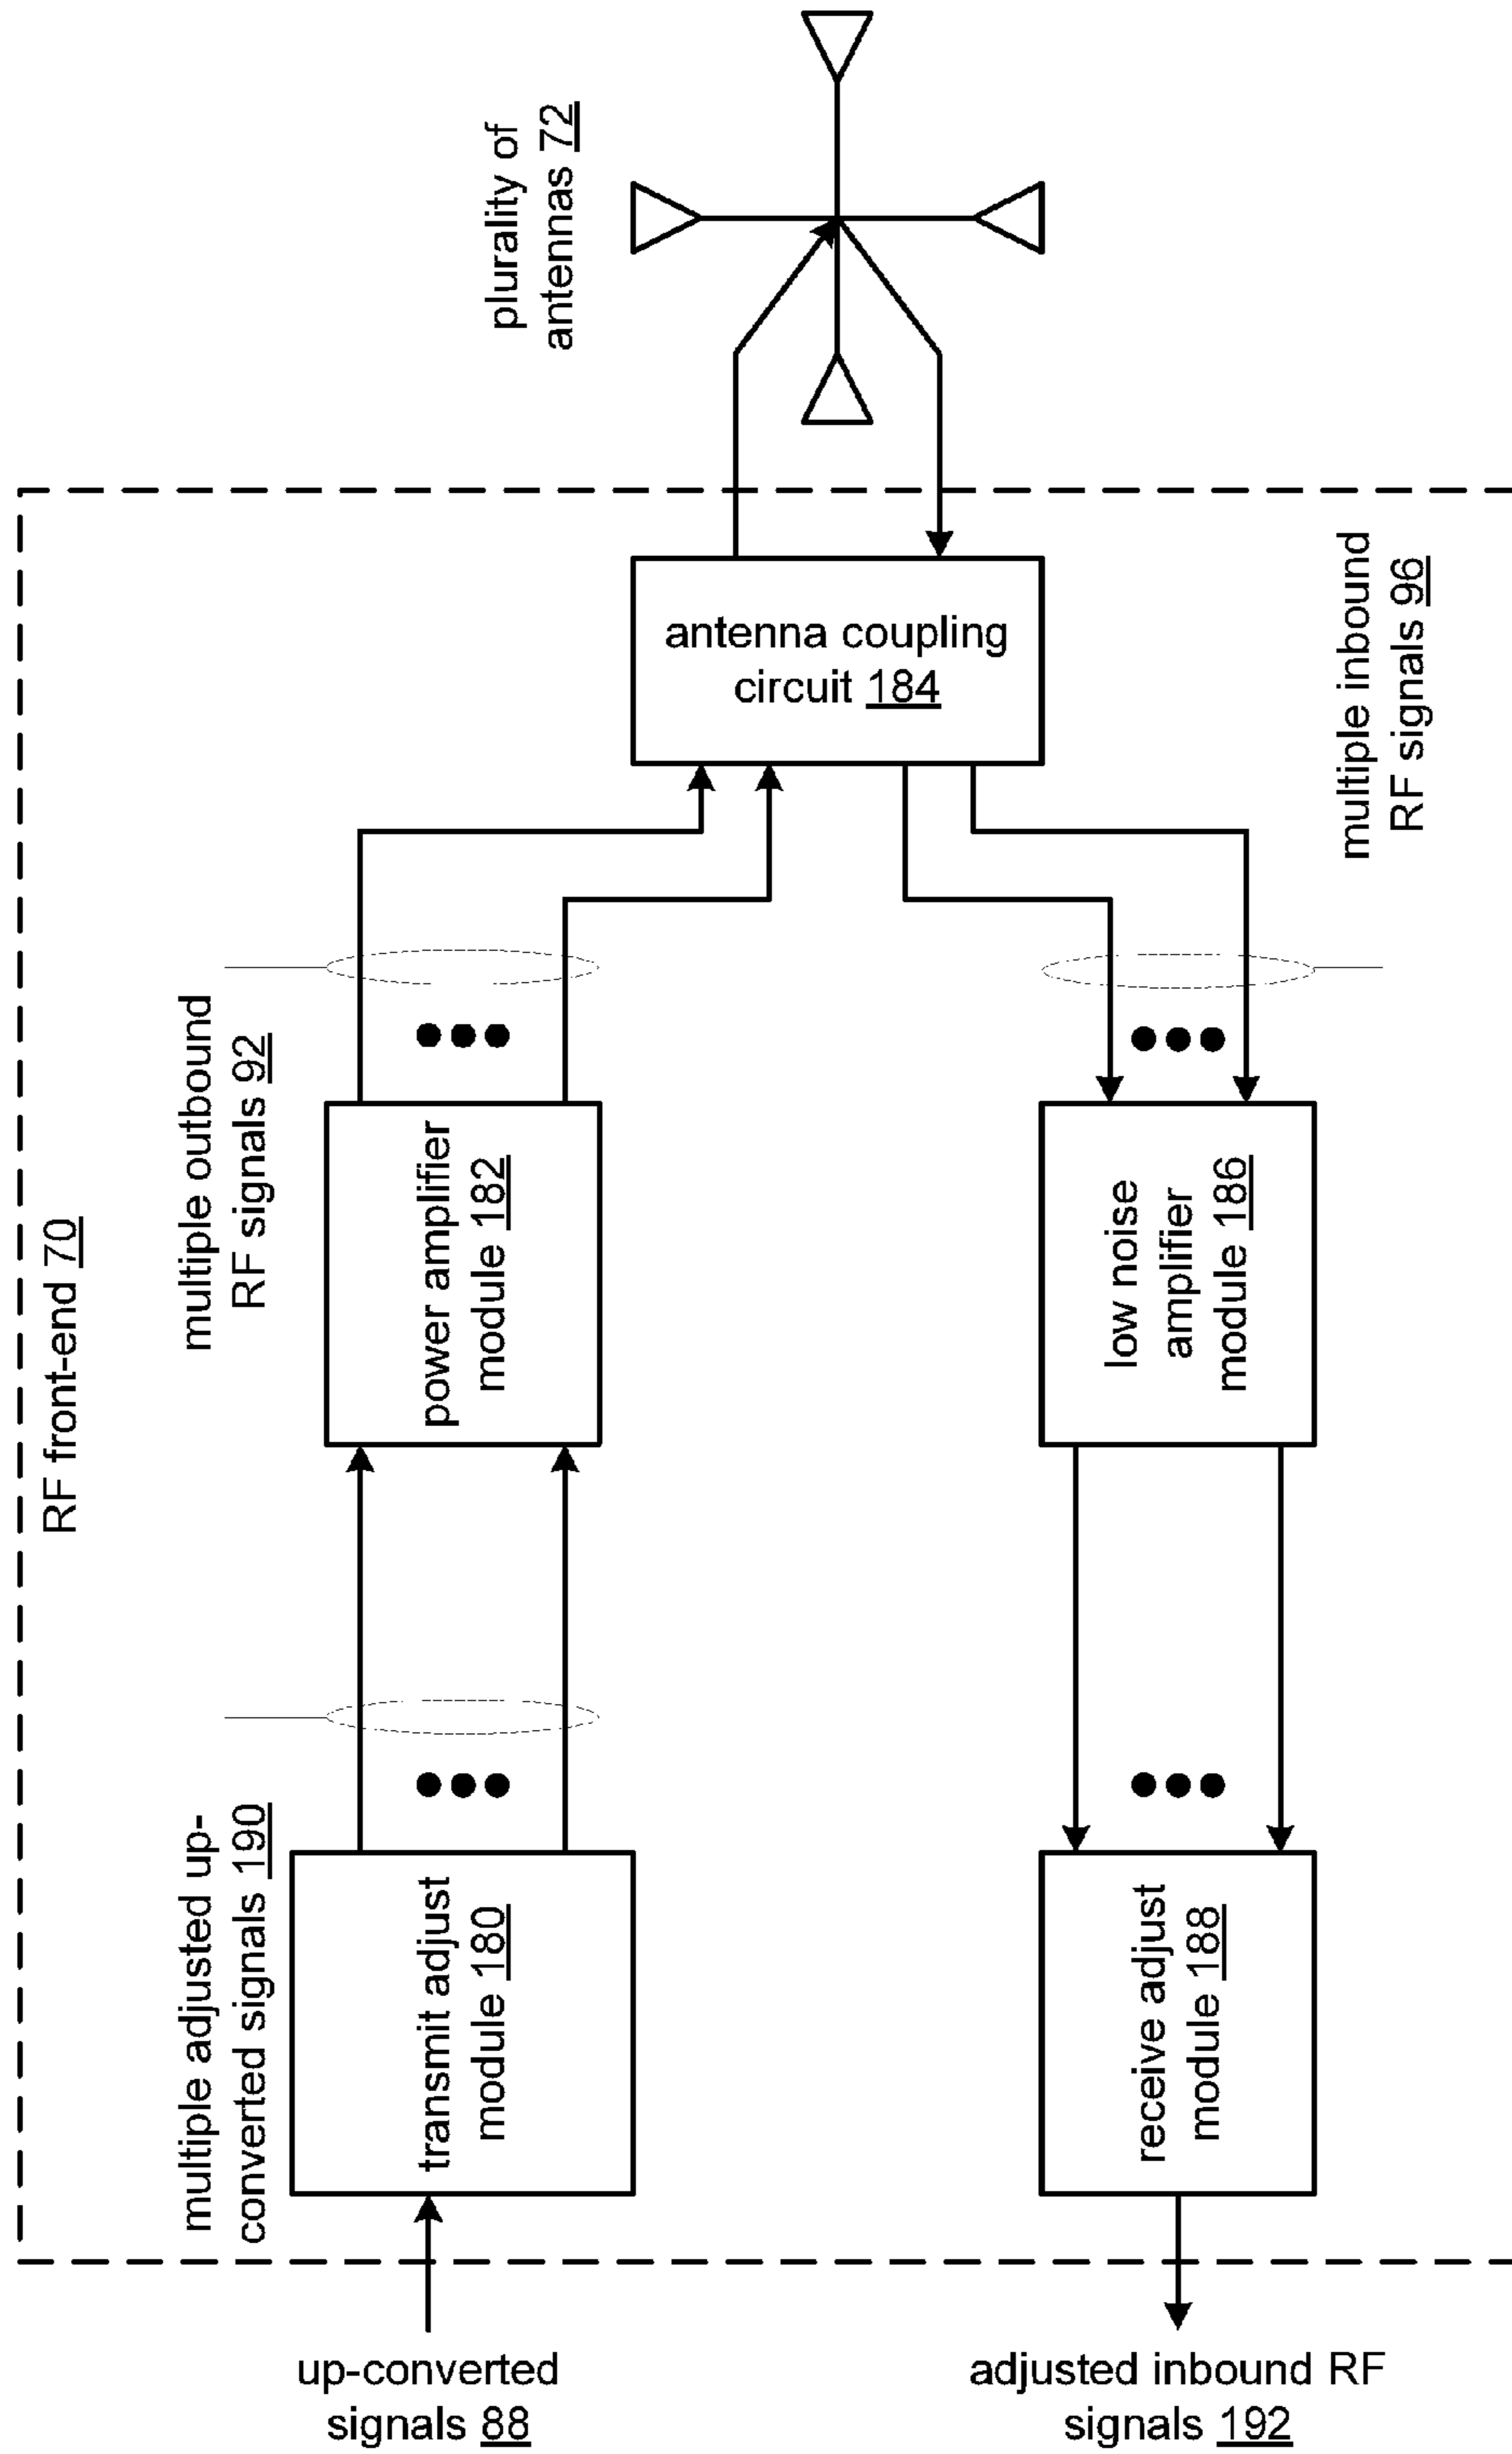 plurality of
antennas 72
antenna coupling
circuit 184
multiple inbound
RF signals 96
RF front-end 70
multiple outbound
RF signals 92
power amplifier
module 182
low noise
amplifier
module 186
multiple adjusted up-
converted signals 190
transmit adjust
module 180
receive adjust
module 188
up-converted
signals 88
adjusted inbound RF
signals 192